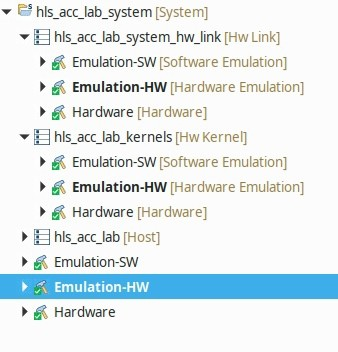 hls_acc_lab_system [System]
hls_acc_lab_system_hw_link [Hw Link]
Emulation-SW [Software Emulation]
Emulation-HW [Hardware Emulation]
Hardware [Hardware]
hls_acc_lab_kernels [Hw Kernel]
Emulation-SW [Software Emulation]
Emulation-HW [Hardware Emulation]
Hardware [Hardware]
hls_acc_lab [Host]
Emulation-SW
Emulation-HW
Hardware